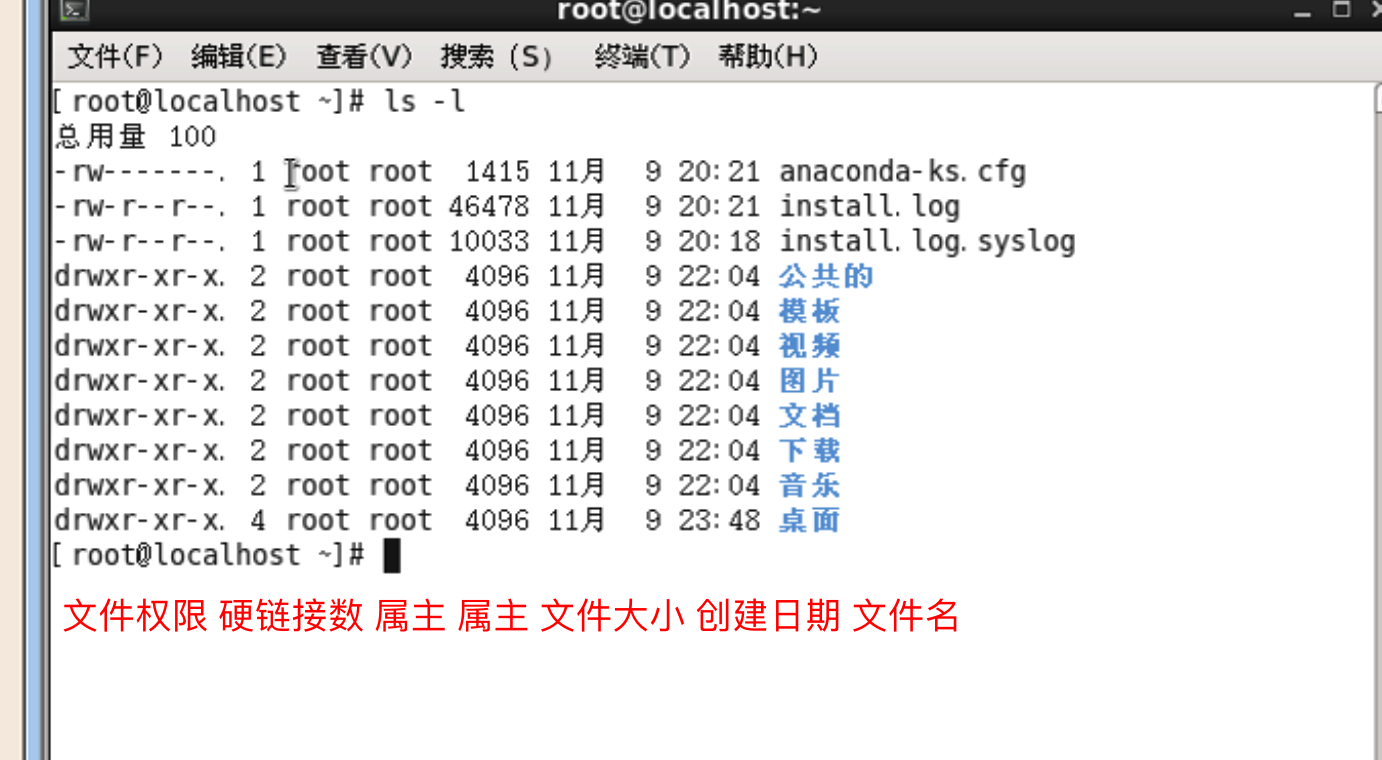 root@localhost:~
文件(F) 编辑(E) 查看(V) 搜索 (S) 终端(T) 帮助(H)
[root@localhost ~]# ls -l
总用量 100
-rw-------. 1 root root  1415 11月  9 20:21 anaconda-ks.cfg
-rw-r--r--. 1 root root 46478 11月  9 20:21 install.log
-rw-r--r--. 1 root root 10033 11月  9 20:18 install.log.syslog
drwxr-xr-x. 2 root root  4096 11月  9 22:04 公共的
drwxr-xr-x. 2 root root  4096 11月  9 22:04 模板
drwxr-xr-x. 2 root root  4096 11月  9 22:04 视频
drwxr-xr-x. 2 root root  4096 11月  9 22:04 图片
drwxr-xr-x. 2 root root  4096 11月  9 22:04 文档
drwxr-xr-x. 2 root root  4096 11月  9 22:04 下载
drwxr-xr-x. 2 root root  4096 11月  9 22:04 音乐
drwxr-xr-x. 4 root root  4096 11月  9 23:48 桌面
[root@localhost ~]#
文件权限 硬链接数 属主 属主 文件大小 创建日期 文件名